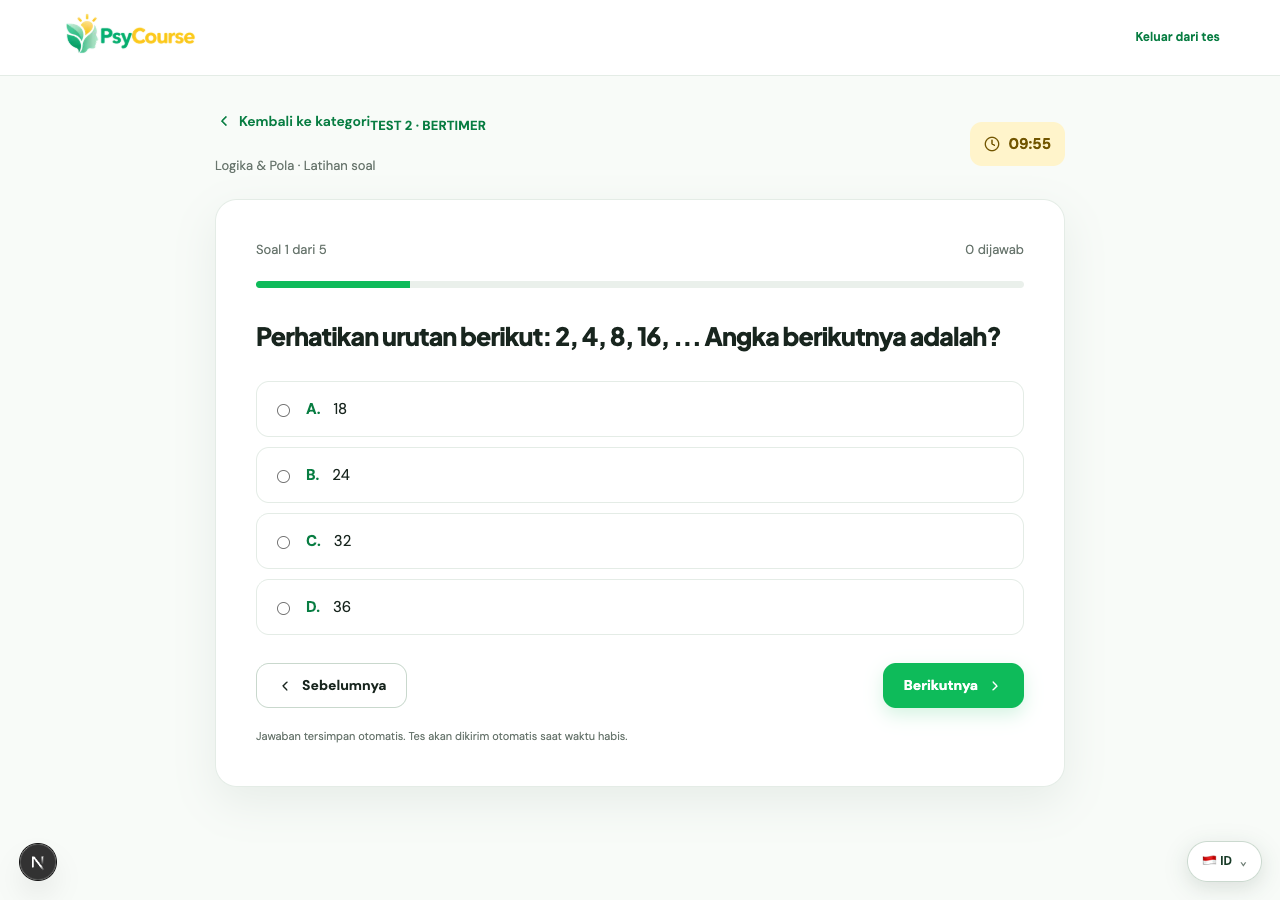 PsyCourse
Keluar dari tes
Kembali ke kategori
TEST 2 · BERTIMER
09:55
Logika & Pola · Latihan soal
Soal 1 dari 5
0 dijawab
Perhatikan urutan berikut: 2, 4, 8, 16, ... Angka berikutnya adalah?
A. 18
B. 24
C. 32
D. 36
Sebelumnya
Berikutnya
Jawaban tersimpan otomatis. Tes akan dikirim otomatis saat waktu habis.
N
ID